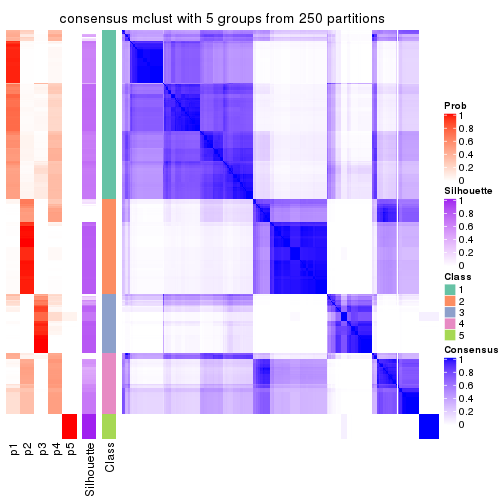 consensus mclust with 5 groups from 250 partitions
Prob
1
0.8
0.6
0.4
0.2
0
Silhouette
1
0.8
0.6
0.4
0.2
0
Class
1
2
3
4
5
Consensus
1
0.8
0.6
0.4
0.2
0
p1
p2
p3
p4
p5
Silhouette
Class